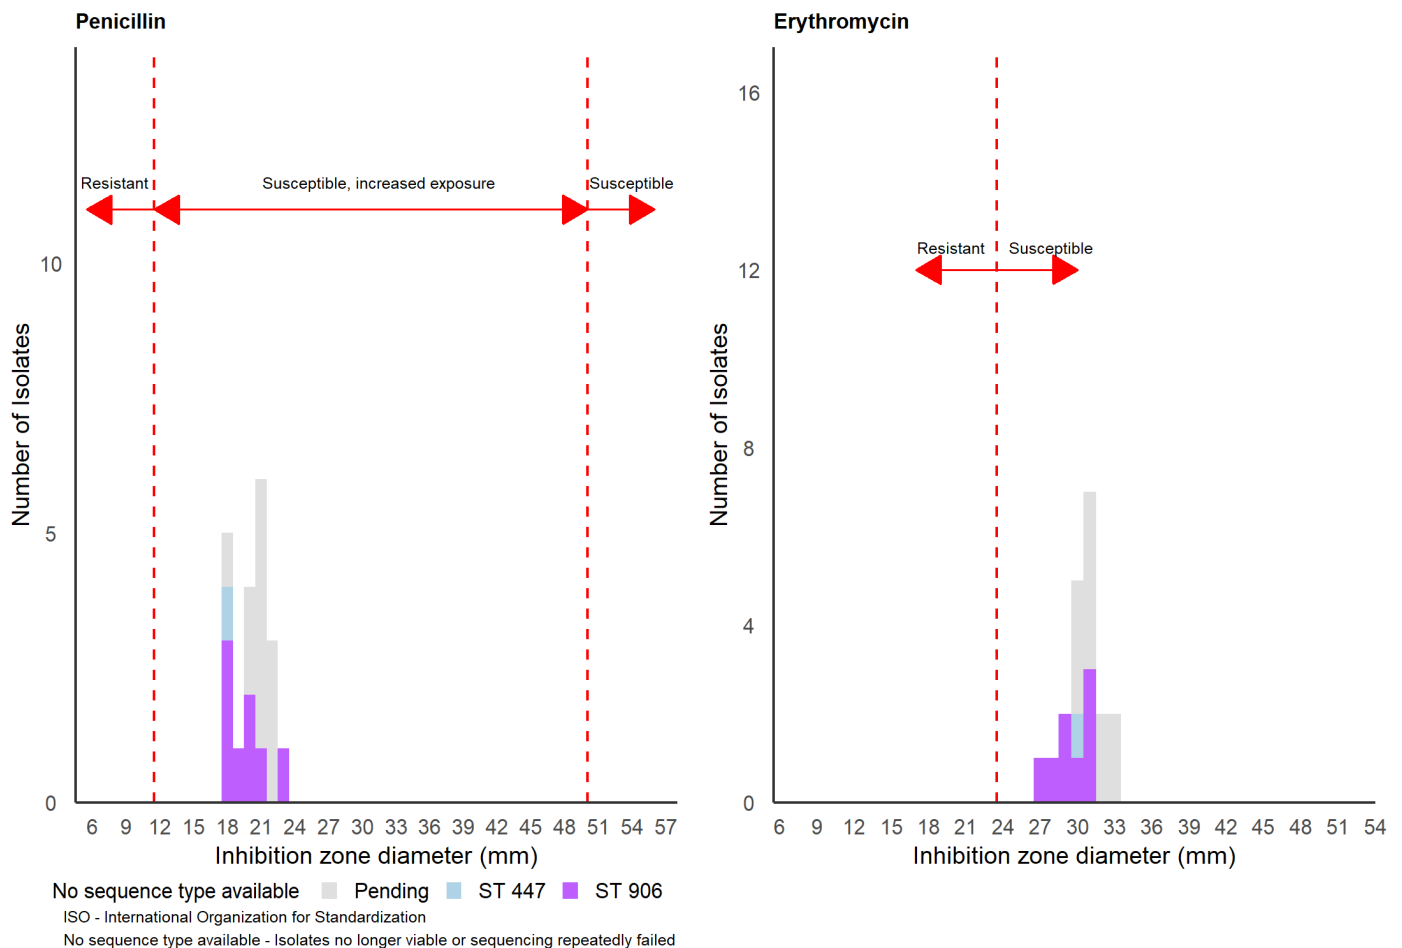 Penicillin
Resistant
Susceptible, increased exposure
Susceptible
10
5
0
Number of Isolates
6 9 12 15 18 21 24 27 30 33 36 39 42 45 48 51 54 57
Inhibition zone diameter (mm)
Erythromycin
16
Resistant
Susceptible
12
8
4
0
Number of Isolates
6 9 12 15 18 21 24 27 30 33 36 39 42 45 48 51 54
Inhibition zone diameter (mm)
No sequence type available Pending ST 447 ST 906
ISO - International Organization for Standardization
No sequence type available - Isolates no longer viable or sequencing repeatedly failed